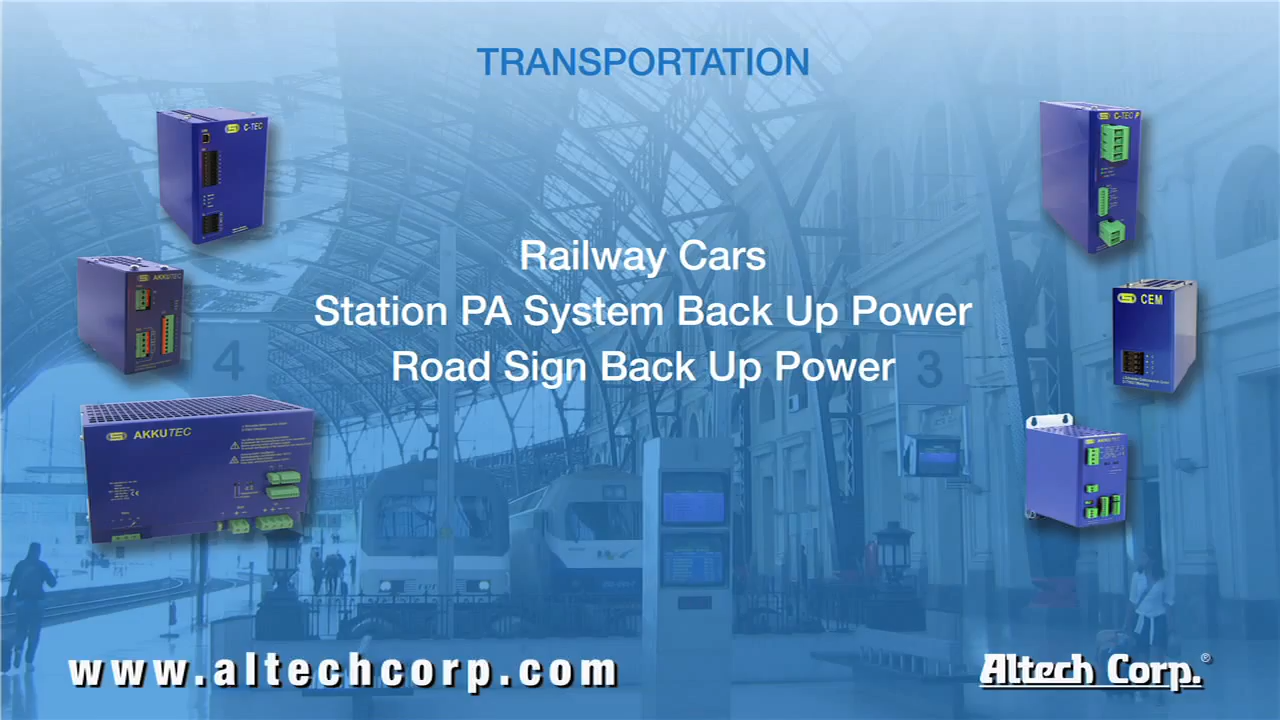 TRANSPORTATION
C-TEC
C-TEC P
Railway Cars
AKKUTEC
CEM
Station PA System Back Up Power
4
Road Sign Back Up Power
3
AKKUTEC
www.altechcorp.com
Altech Corp.®